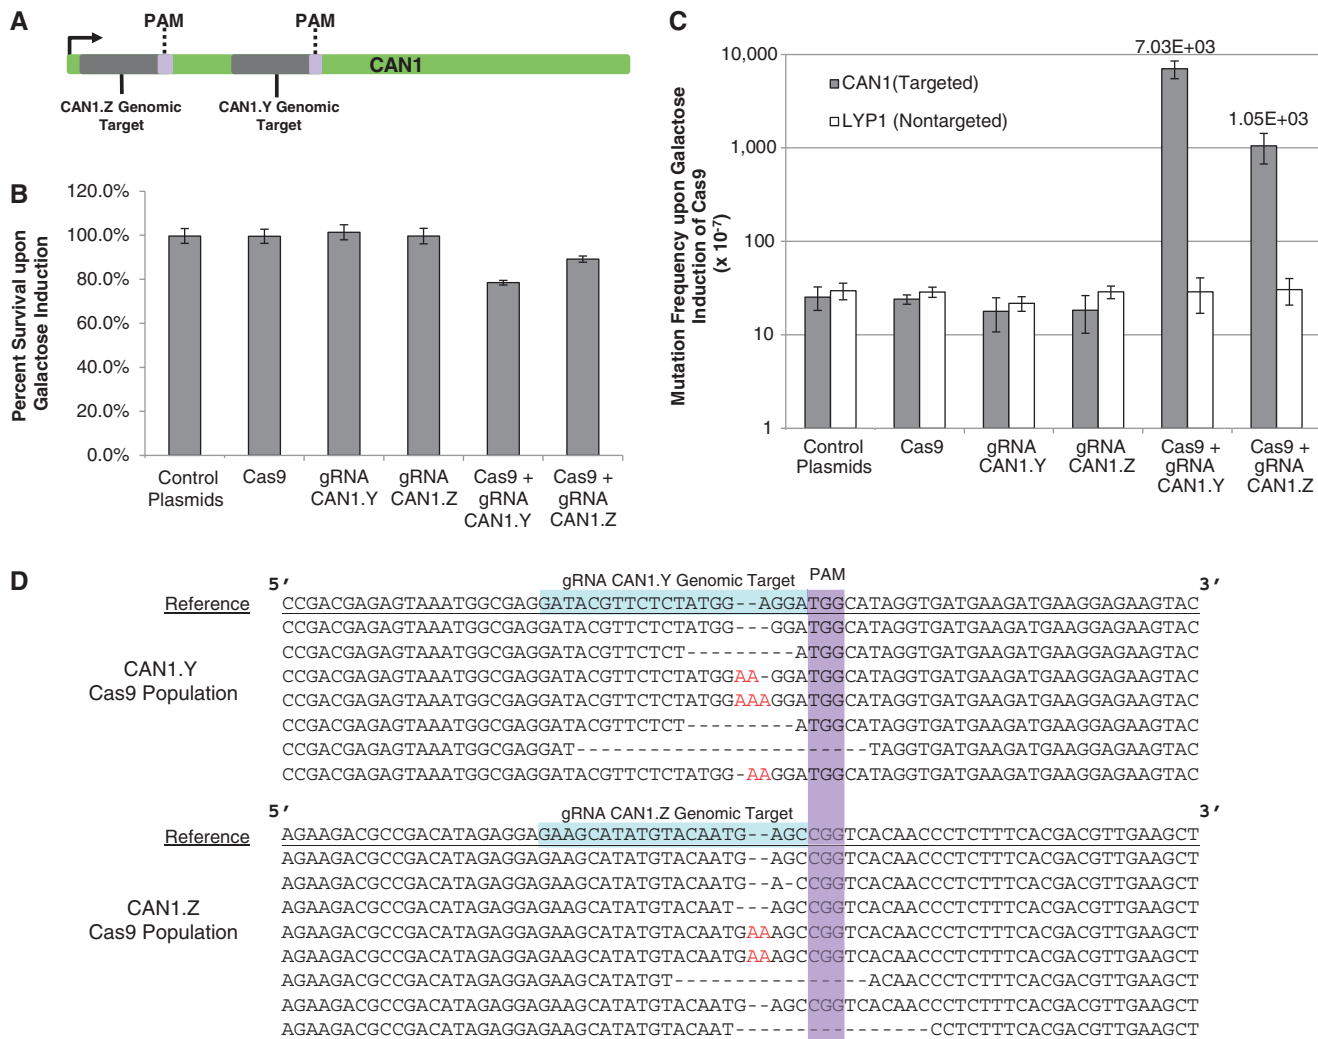 A
PAM
PAM
CAN1
CAN1.Z Genomic
Target
CAN1.Y Genomic
Target
B
Percent Survival upon
Galactose Induction
120.0%
100.0%
80.0%
60.0%
40.0%
20.0%
0.0%
Control
Plasmids
Cas9
gRNA
CAN1.Y
gRNA
CAN1.Z
Cas9 +
gRNA
CAN1.Y
Cas9 +
gRNA
CAN1.Z
C
Mutation Frequency upon Galactose
Induction of Cas9
(x 10⁻⁷)
10,000
1,000
100
10
1
CAN1(Targeted)
LYP1 (Nontargeted)
7.03E+03
1.05E+03
Control
Plasmids
Cas9
gRNA
CAN1.Y
gRNA
CAN1.Z
Cas9 +
gRNA
CAN1.Y
Cas9 +
gRNA
CAN1.Z
D
5′ gRNA CAN1.Y Genomic Target PAM 3′
Reference CCGACGAGAGTAAATGGCGAGGATACGTTCTCTATGG--AGGATGGCATAGGTGATGAAGATGAAGGAGAAGTAC
CCGACGAGAGTAAATGGCGAGGATACGTTCTCTATGG---GGATGGCATAGGTGATGAAGATGAAGGAGAAGTAC
CCGACGAGAGTAAATGGCGAGGATACGTTCTCT---------ATGGCATAGGTGATGAAGATGAAGGAGAAGTAC
CAN1.Y
Cas9 Population
CCGACGAGAGTAAATGGCGAGGATACGTTCTCTATGGAA-GGATGGCATAGGTGATGAAGATGAAGGAGAAGTAC
CCGACGAGAGTAAATGGCGAGGATACGTTCTCTATGGAAAGGATGGCATAGGTGATGAAGATGAAGGAGAAGTAC
CCGACGAGAGTAAATGGCGAGGATACGTTCTCT---------ATGGCATAGGTGATGAAGATGAAGGAGAAGTAC
CCGACGAGAGTAAATGGCGAGGAT------------------------TAGGTGATGAAGATGAAGGAGAAGTAC
CCGACGAGAGTAAATGGCGAGGATACGTTCTCTATGG-AAGGATGGCATAGGTGATGAAGATGAAGGAGAAGTAC
5′ gRNA CAN1.Z Genomic Target 3′
Reference AGAAGACGCCGACATAGAGGAGAAGCATATGTACAATG--AGCCGGTCACAACCCTCTTTCACGACGTTGAAGCT
AGAAGACGCCGACATAGAGGAGAAGCATATGTACAATG--AGCCGGTCACAACCCTCTTTCACGACGTTGAAGCT
AGAAGACGCCGACATAGAGGAGAAGCATATGTACAATG--A-CCGGTCACAACCCTCTTTCACGACGTTGAAGCT
AGAAGACGCCGACATAGAGGAGAAGCATATGTACAAT---AGCCGGTCACAACCCTCTTTCACGACGTTGAAGCT
CAN1.Z
Cas9 Population
AGAAGACGCCGACATAGAGGAGAAGCATATGTACAATGAAAGCCGGTCACAACCCTCTTTCACGACGTTGAAGCT
AGAAGACGCCGACATAGAGGAGAAGCATATGTACAATGAAAGCCGGTCACAACCCTCTTTCACGACGTTGAAGCT
AGAAGACGCCGACATAGAGGAGAAGCATATGT----------------ACAACCCTCTTTCACGACGTTGAAGCT
AGAAGACGCCGACATAGAGGAGAAGCATATGTACAATG--AGCCGGTCACAACCCTCTTTCACGACGTTGAAGCT
AGAAGACGCCGACATAGAGGAGAAGCATATGTACAAT----------------CCTCTTTCACGACGTTGAAGCT